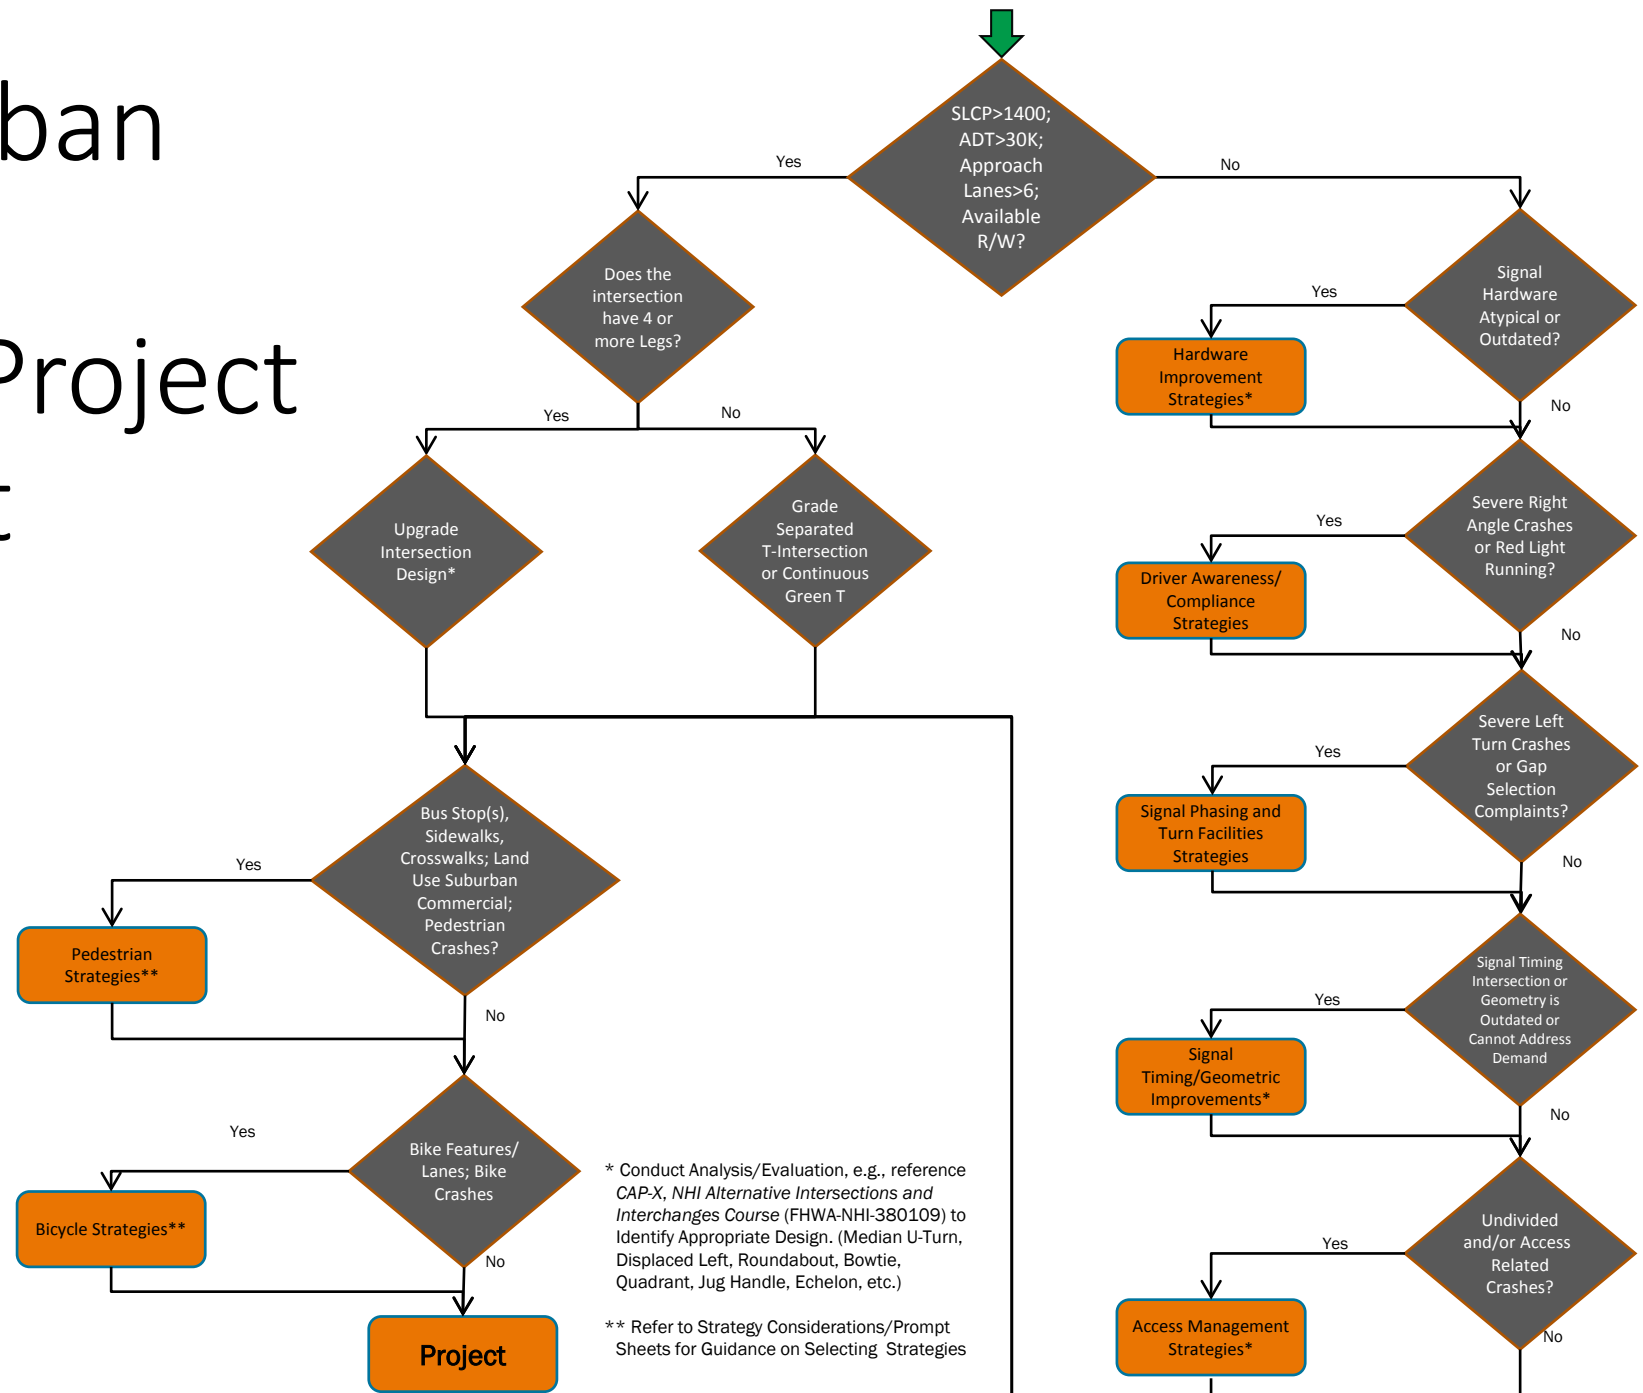 ban
Project
t
SLCP>1400;
ADT>30K;
Approach
Lanes>6;
Available
R/W?
Yes
No
Does the
intersection
have 4 or
more Legs?
Yes
No
Upgrade
Intersection
Design*
Grade
Separated
T-Intersection
or Continuous
Green T
Bus Stop(s),
Sidewalks,
Crosswalks; Land
Use Suburban
Commercial;
Pedestrian
Crashes?
Yes
No
Pedestrian
Strategies**
Bike Features/
Lanes; Bike
Crashes
Yes
No
Bicycle Strategies**
Project
* Conduct Analysis/Evaluation, e.g., reference
CAP-X, NHI Alternative Intersections and
Interchanges Course (FHWA-NHI-380109) to
Identify Appropriate Design. (Median U-Turn,
Displaced Left, Roundabout, Bowtie,
Quadrant, Jug Handle, Echelon, etc.)
** Refer to Strategy Considerations/Prompt
Sheets for Guidance on Selecting Strategies
Signal
Hardware
Atypical or
Outdated?
Yes
No
Hardware
Improvement
Strategies*
Severe Right
Angle Crashes
or Red Light
Running?
Yes
No
Driver Awareness/
Compliance
Strategies
Severe Left
Turn Crashes
or Gap
Selection
Complaints?
Yes
No
Signal Phasing and
Turn Facilities
Strategies
Signal Timing
Intersection or
Geometry is
Outdated or
Cannot Address
Demand
Yes
No
Signal
Timing/Geometric
Improvements*
Undivided
and/or Access
Related
Crashes?
Yes
No
Access Management
Strategies*